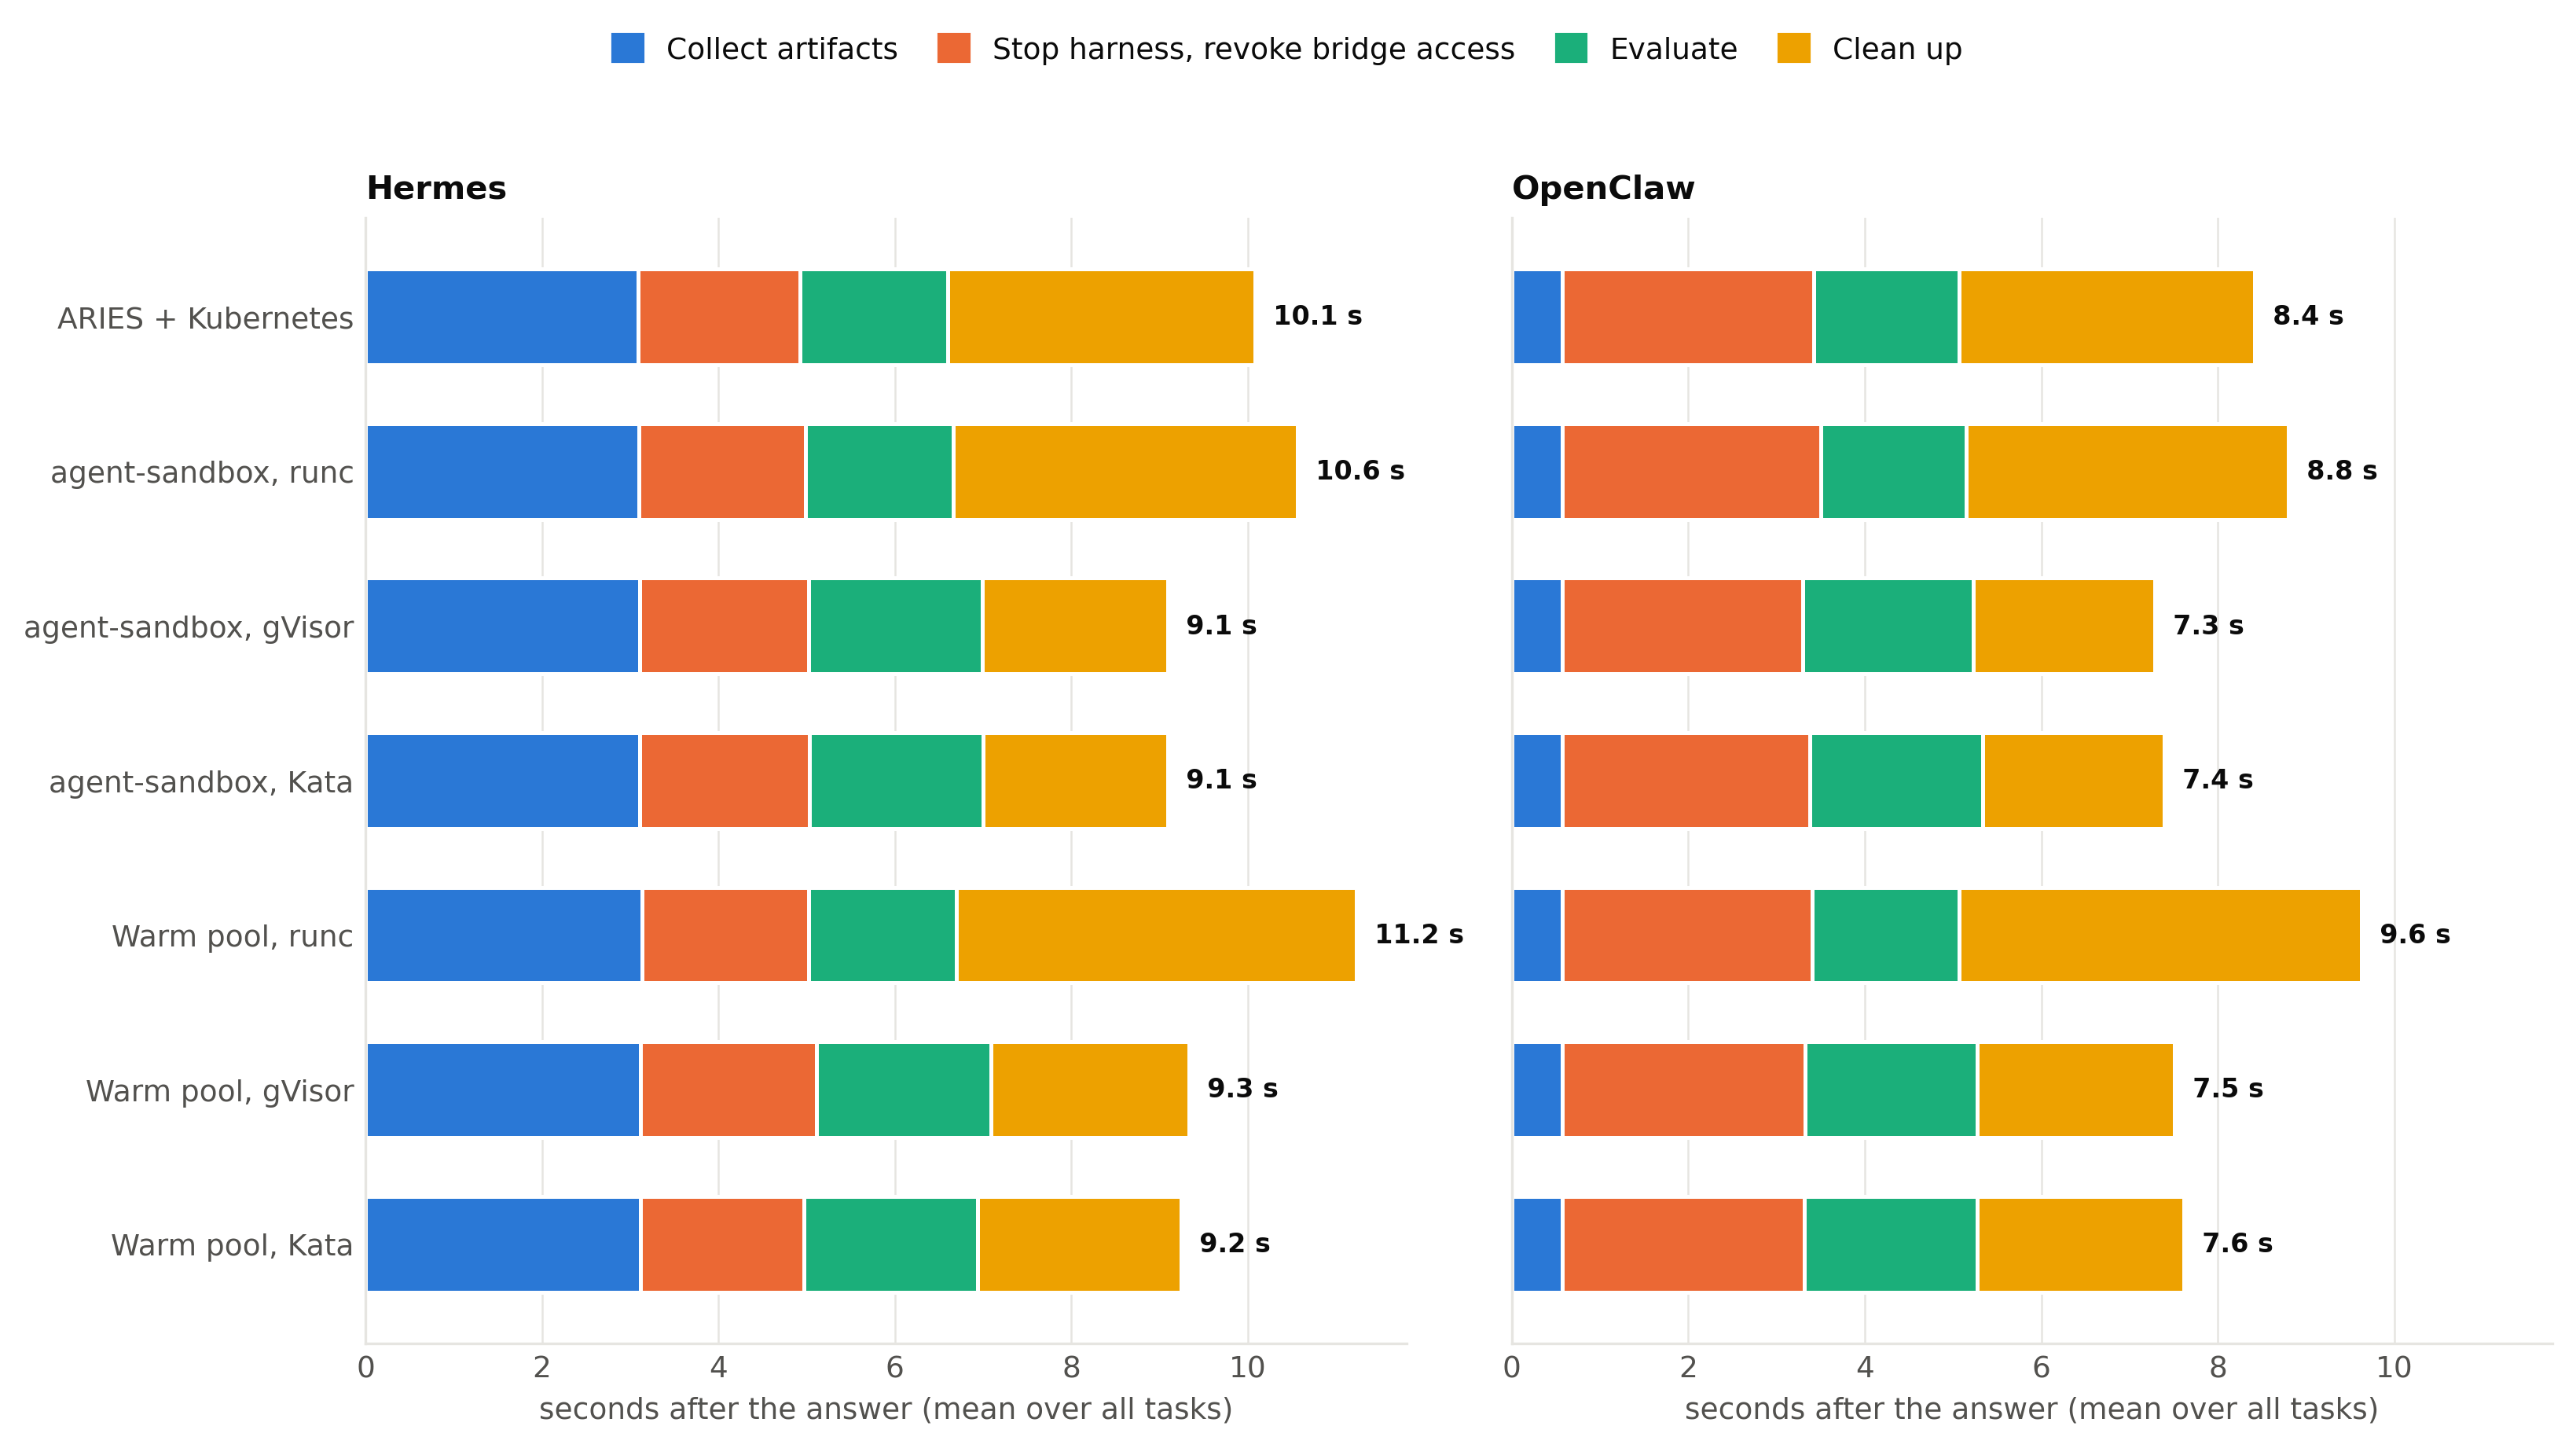 Collect artifacts Stop harness, revoke bridge access Evaluate Clean up
Hermes
ARIES + Kubernetes 10.1 s
agent-sandbox, runc 10.6 s
agent-sandbox, gVisor 9.1 s
agent-sandbox, Kata 9.1 s
Warm pool, runc 11.2 s
Warm pool, gVisor 9.3 s
Warm pool, Kata 9.2 s
0 2 4 6 8 10
seconds after the answer (mean over all tasks)
OpenClaw
8.4 s
8.8 s
7.3 s
7.4 s
9.6 s
7.5 s
7.6 s
0 2 4 6 8 10
seconds after the answer (mean over all tasks)